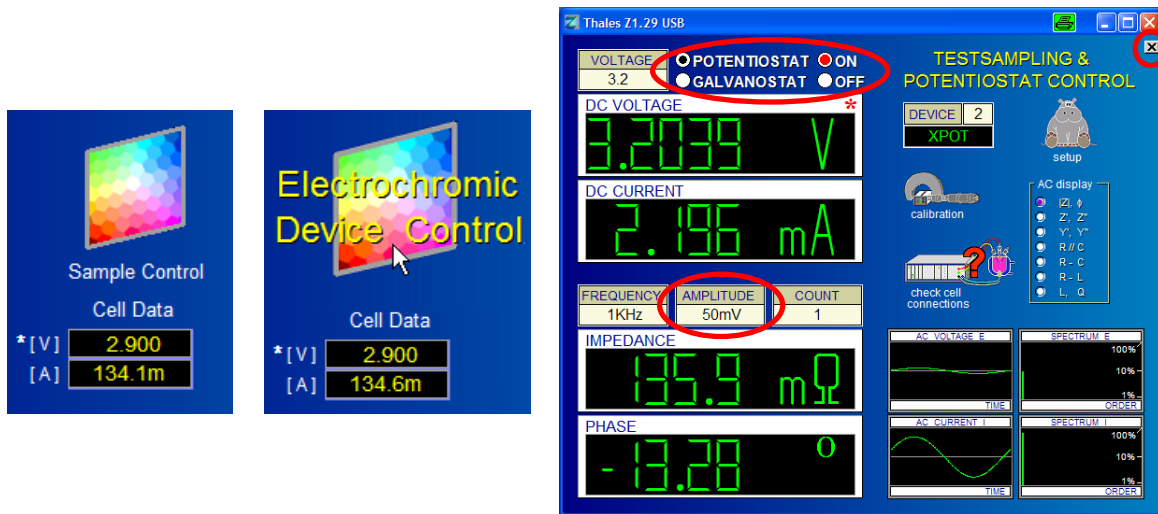 Sample Control
Cell Data
*[V] 2.900
[A] 134.1m
Electrochromic
Device Control
Cell Data
*[V] 2.900
[A] 134.6m
Thales Z1.29 USB
VOLTAGE
3.2
POTENTIOSTAT ON
GALVANOSTAT OFF
DC VOLTAGE *
3.2039 V
DC CURRENT
2.196 mA
FREQUENCY AMPLITUDE COUNT
1KHz 50mV 1
IMPEDANCE
135.9 mΩ
PHASE
-13.28 °
TESTSAMPLING &
POTENTIOSTAT CONTROL
DEVICE 2
XPOT
setup
calibration
check cell
connections
AC display
|Z|, ϕ
Z', Z"
Y', Y"
R // C
R - C
R - L
L, Q
AC VOLTAGE E
TIME
SPECTRUM E
100%
10%
1%
ORDER
AC CURRENT I
TIME
SPECTRUM I
100%
10%
1%
ORDER